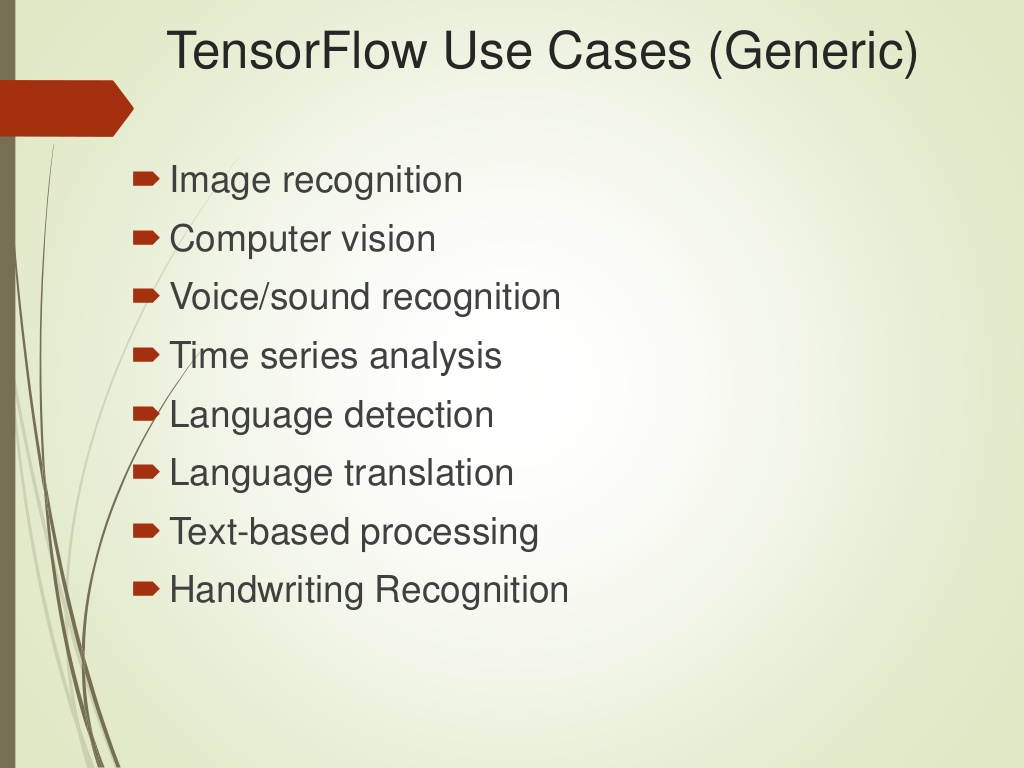 TensorFlow Use Cases (Generic)
Image recognition
Computer vision
Voice/sound recognition
Time series analysis
Language detection
Language translation
Text-based processing
Handwriting Recognition